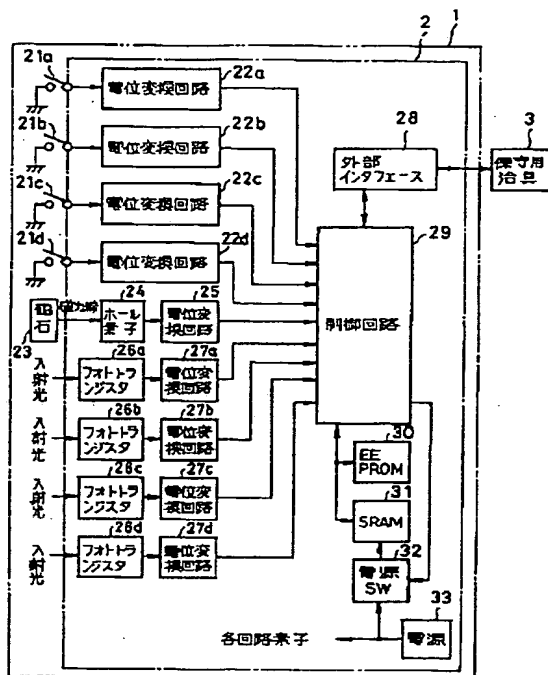 1
2
21a
電位変換回路
22a
21b
電位変換回路
22b
28
3
外部
インタフェース
保守用
治具
21c
電位変換回路
22c
29
21d
電位変換回路
22d
制御回路
磁石
23
磁力線
24
ホール
素子
25
電位変
換回路
入射光
26a
フォトトラ
ンジスタ
27a
電位変
換回路
入射光
26b
フォトトラ
ンジスタ
27b
電位変
換回路
30
EE
PROM
入射光
26c
フォトトラ
ンジスタ
27c
電位変
換回路
31
SRAM
入射光
26d
フォトトラ
ンジスタ
27d
電位変
換回路
32
電源
SW
33
各回路素子
電源